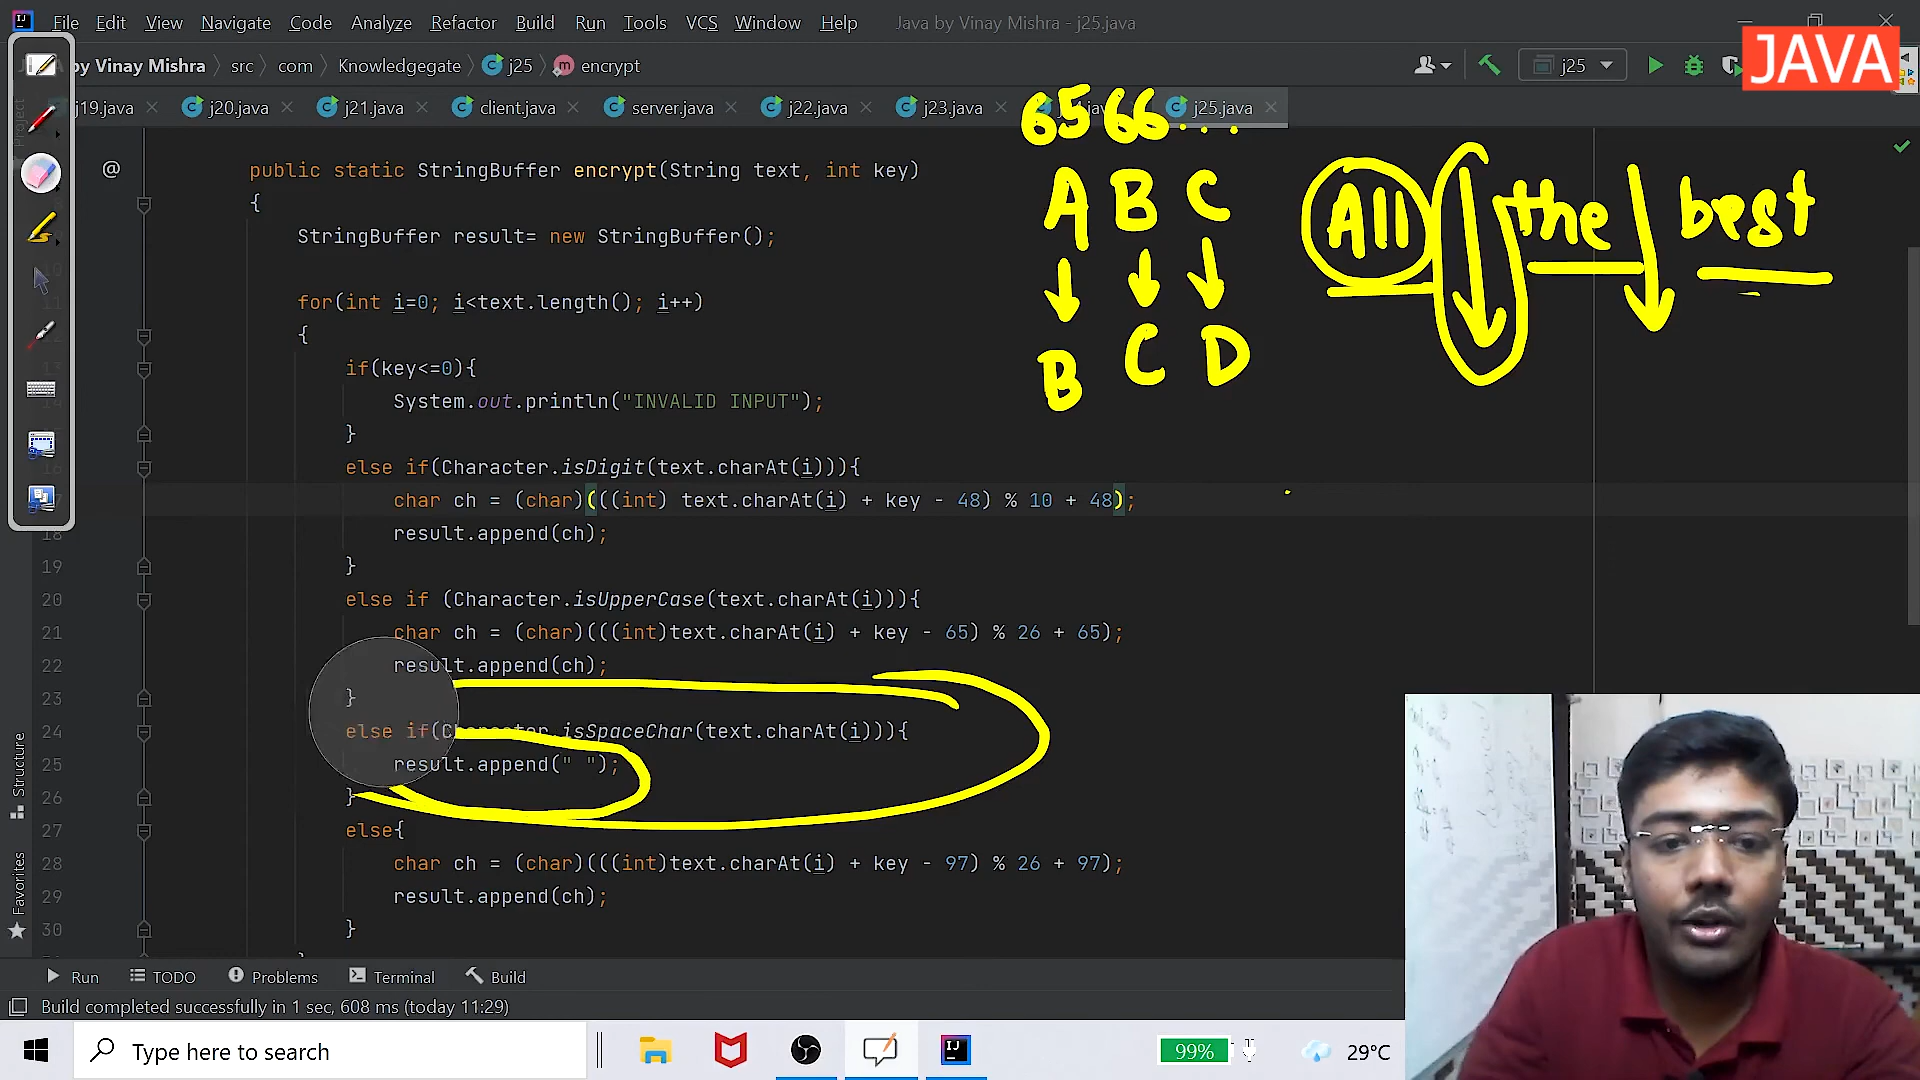 File Edit View Navigate Code Analyze Refactor Build Run Tools VCS Window Help Java by Vinay Mishra - j25.java
JAVA
by Vinay Mishra src com Knowledgegate j25 encrypt j25
j19.java j20.java j21.java client.java server.java j22.java j23.java j25.java
65 66 ...
A B C
B C D
All the best
public static StringBuffer encrypt(String text, int key)
{
StringBuffer result= new StringBuffer();
for(int i=0; i<text.length(); i++)
{
if(key<=0){
System.out.println("INVALID INPUT");
}
else if(Character.isDigit(text.charAt(i))){
char ch = (char)(((int) text.charAt(i) + key - 48) % 10 + 48);
18 result.append(ch);
19 }
20 else if (Character.isUpperCase(text.charAt(i))){
21 char ch = (char)(((int)text.charAt(i) + key - 65) % 26 + 65);
22 result.append(ch);
23 }
24 else if(Character.isSpaceChar(text.charAt(i))){
25 result.append(" ");
26 }
27 else{
28 char ch = (char)(((int)text.charAt(i) + key - 97) % 26 + 97);
29 result.append(ch);
30 }
Structure
Favorites
Run TODO Problems Terminal Build
Build completed successfully in 1 sec, 608 ms (today 11:29)
Type here to search 99% 29°C